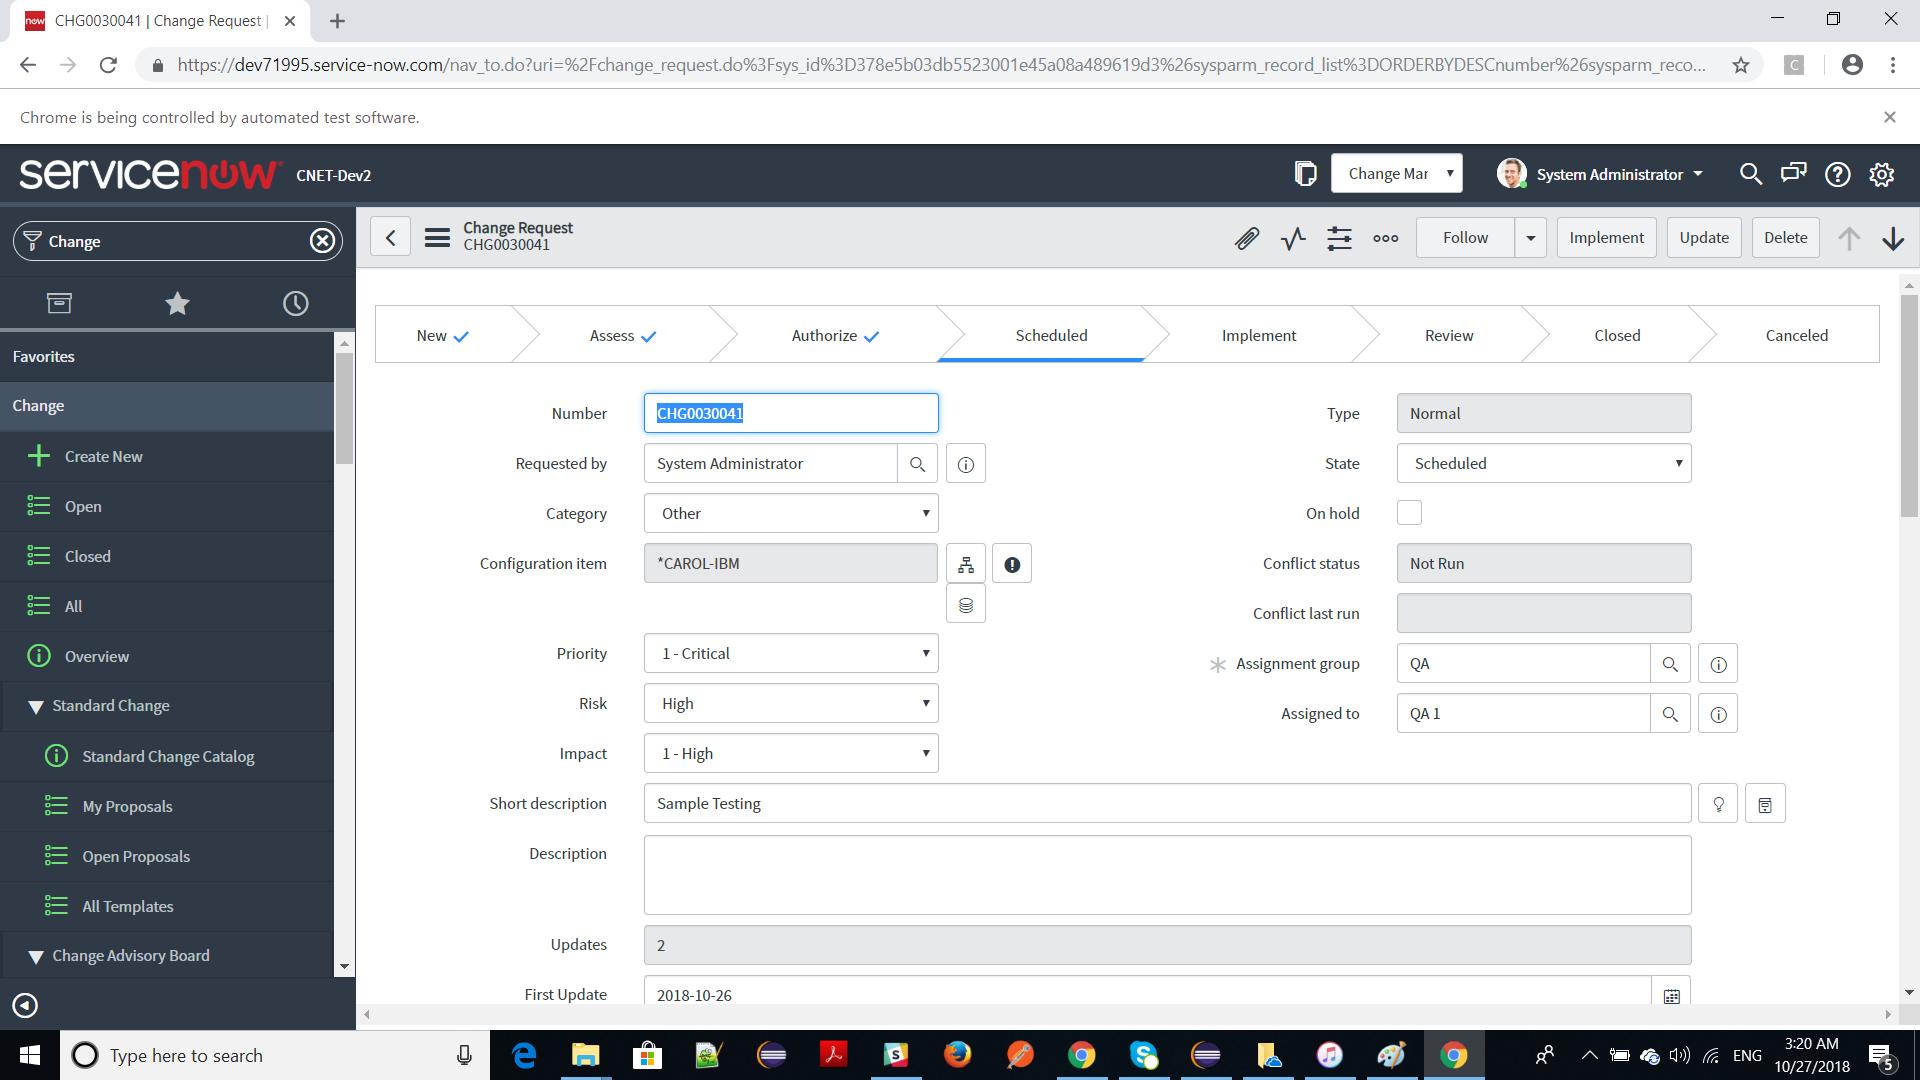 now CHG0030041 | Change Request |
https://dev71995.service-now.com/nav_to.do?uri=%2Fchange_request.do%3Fsys_id%3D378e5b03db5523001e45a08a489619d3%26sysparm_record_list%3DORDERBYDESCnumber%26sysparm_reco...
C
Chrome is being controlled by automated test software.
servicenow CNET-Dev2
Change Mar
System Administrator
Change
Change Request
CHG0030041
Follow
Implement
Update
Delete
New
Assess
Authorize
Scheduled
Implement
Review
Closed
Canceled
Favorites
Change
Create New
Open
Closed
All
Overview
Standard Change
Standard Change Catalog
My Proposals
Open Proposals
All Templates
Change Advisory Board
Number CHG0030041
Requested by System Administrator
Category Other
Configuration item *CAROL-IBM
Priority 1 - Critical
Risk High
Impact 1 - High
Short description Sample Testing
Description
Updates 2
First Update 2018-10-26
Type Normal
State Scheduled
On hold
Conflict status Not Run
Conflict last run
Assignment group QA
Assigned to QA 1
Type here to search
ENG
3:20 AM
10/27/2018
5